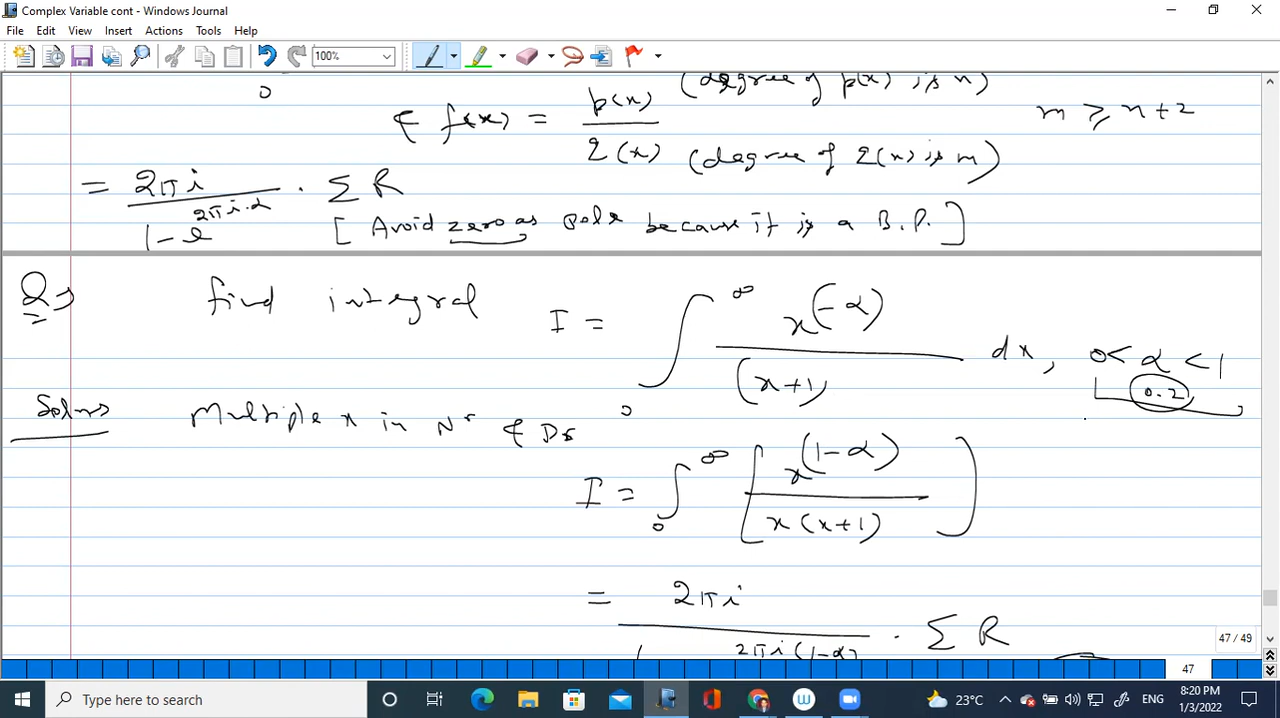 Complex Variable cont - Windows Journal
File Edit View Insert Actions Tools Help
100%
(degree of p(x) is n)
0
& f(x) = p(x) / q(x)
m ≥ n+2
(degree of q(x) is m)
= 2πi / 1 - e^{2πi·α} · Σ R
[ Avoid zero as pole because it is a B.P. ]
Q→ find integral I = ∫_0^∞ x^{(-α)} / (x+1) dx, 0 < α < 1
0.2
Soln→ Multiple x in Nr & Dr
I = ∫_0^∞ [ x^{(1-α)} / x(x+1) ]
= 2πi / 1 2πi(1-α) · Σ R
47 / 49
47
Type here to search
23°C
ENG
8:20 PM
1/3/2022